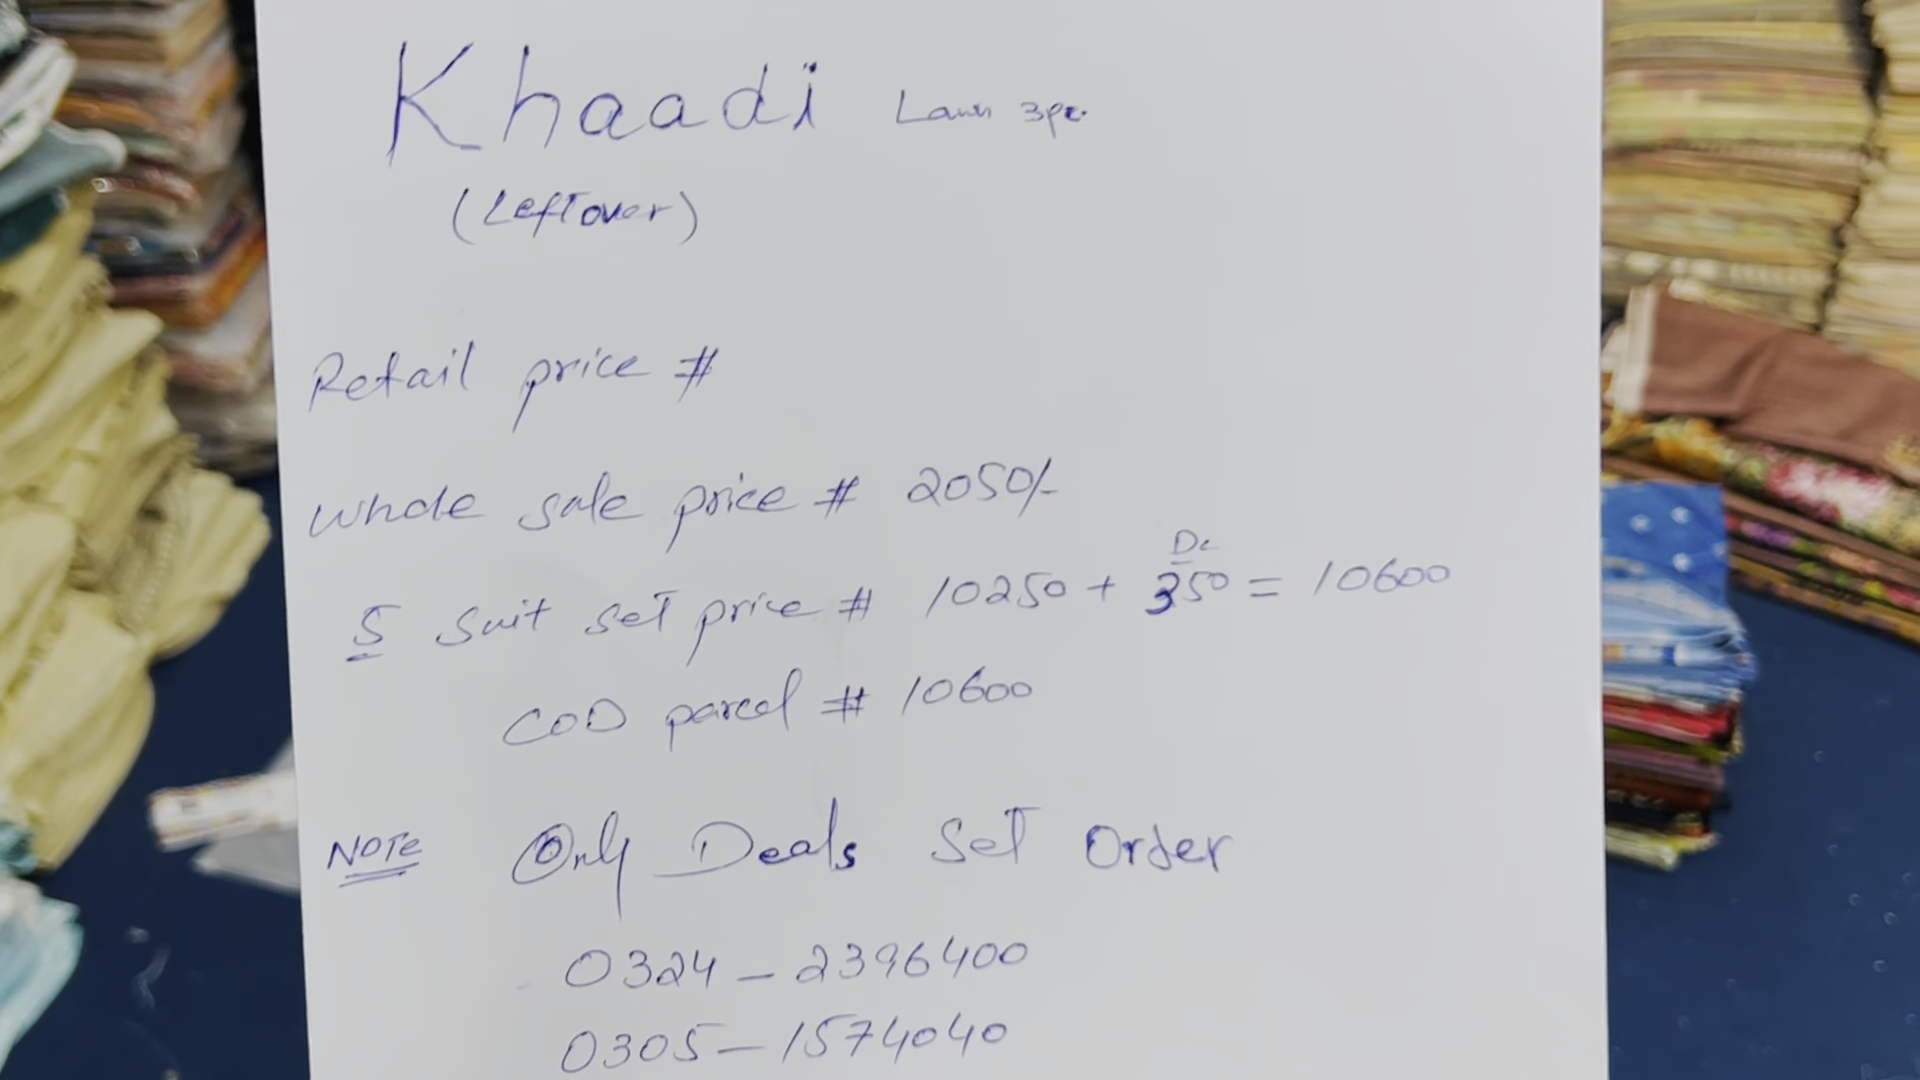 Khaadi Lawn 3pc.
(Leftover)
Retail price #
Whole sale price # 2050/-
Dc
5 Suit set price # 10250 + 350 = 10600
COD parcel # 10600
NOTE Only Deals Set Order
0324-2396400
0305-1574040